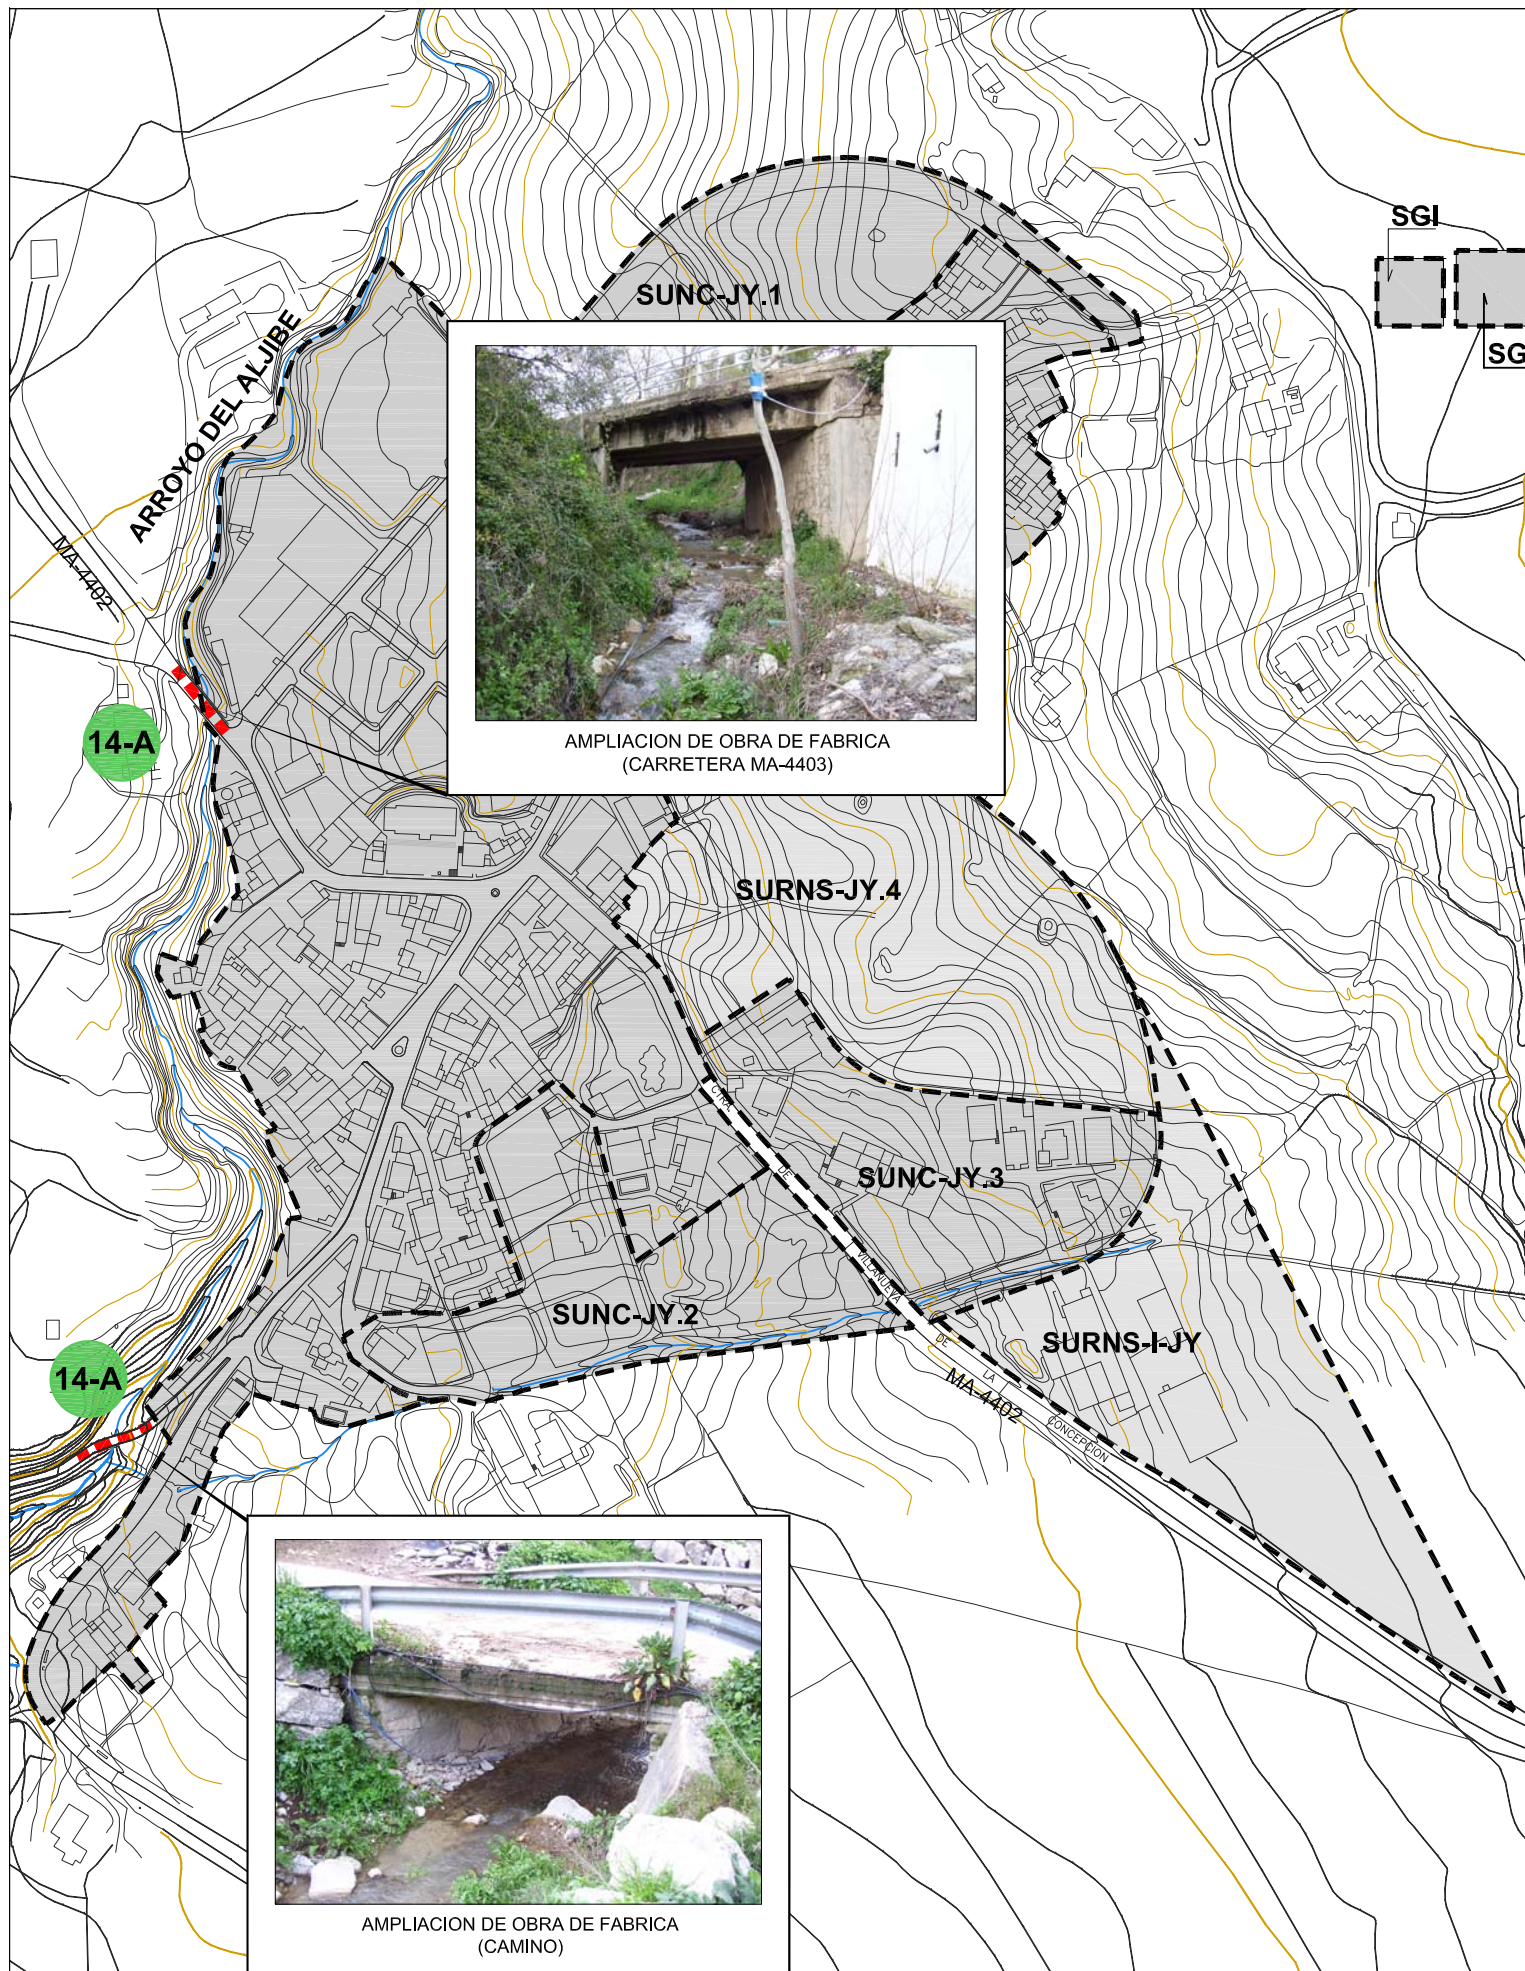 SGI
SUNC-JY.1
SG
ARROYO DEL ALJIBE
MA-4402
14-A
AMPLIACION DE OBRA DE FABRICA
(CARRETERA MA-4403)
SURNS-JY.4
CTRA.
DE
VILLANUEVA
DE
LA
CONCEPCION
SUNC-JY.3
SUNC-JY.2
SURNS-I-JY
MA-4402
14-A
AMPLIACION DE OBRA DE FABRICA
(CAMINO)